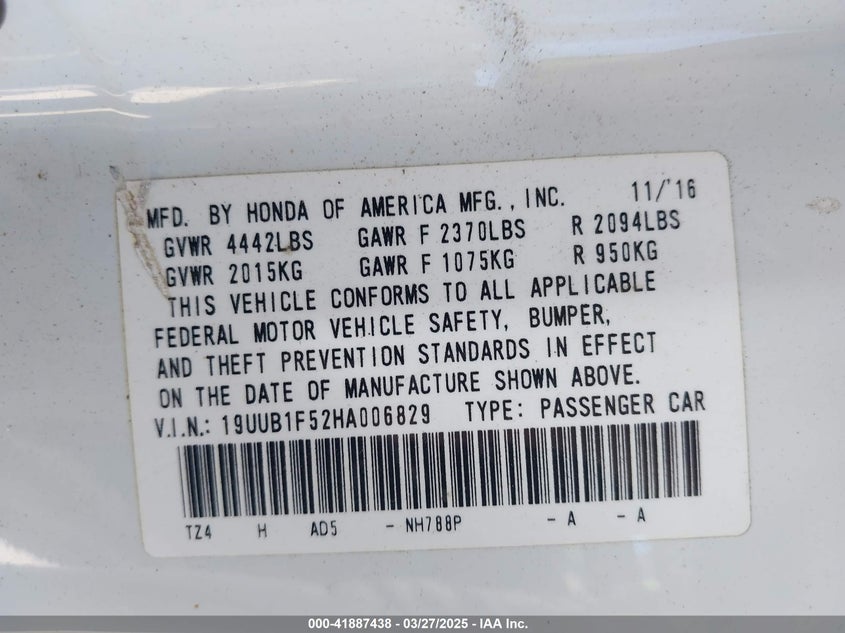 MFD. BY HONDA OF AMERICA MFG., INC. 11/'16
GVWR 4442LBS GAWR F 2370LBS R 2094LBS
GVWR 2015KG GAWR F 1075KG R 950KG
THIS VEHICLE CONFORMS TO ALL APPLICABLE
FEDERAL MOTOR VEHICLE SAFETY, BUMPER,
AND THEFT PREVENTION STANDARDS IN EFFECT
ON THE DATE OF MANUFACTURE SHOWN ABOVE.
V.I.N.: 19UUB1F52HA006829 TYPE: PASSENGER CAR
TZ4 H AD5 - NH788P - A - A
000-41887438 - 03/27/2025 - IAA Inc.